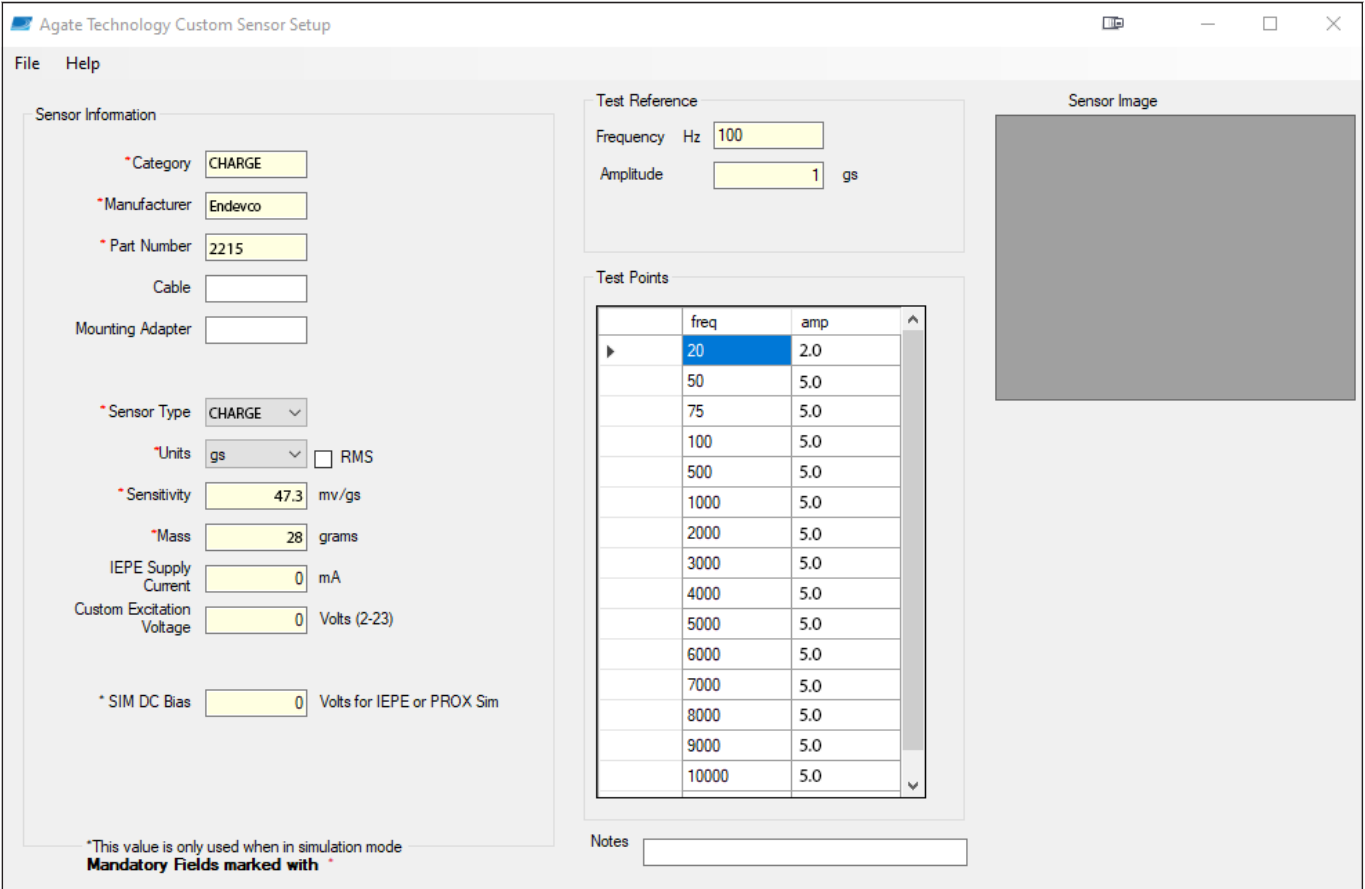 Agate Technology Custom Sensor Setup
File Help
Sensor Information
*Category CHARGE
*Manufacturer Endevco
* Part Number 2215
Cable
Mounting Adapter
* Sensor Type CHARGE
*Units gs RMS
* Sensitivity 47.3 mv/gs
*Mass 28 grams
IEPE Supply
Current 0 mA
Custom Excitation
Voltage 0 Volts (2-23)
* SIM DC Bias 0 Volts for IEPE or PROX Sim
*This value is only used when in simulation mode
Mandatory Fields marked with *
Test Reference
Frequency Hz 100
Amplitude 1 gs
Test Points
freq amp
20 2.0
50 5.0
75 5.0
100 5.0
500 5.0
1000 5.0
2000 5.0
3000 5.0
4000 5.0
5000 5.0
6000 5.0
7000 5.0
8000 5.0
9000 5.0
10000 5.0
Notes
Sensor Image